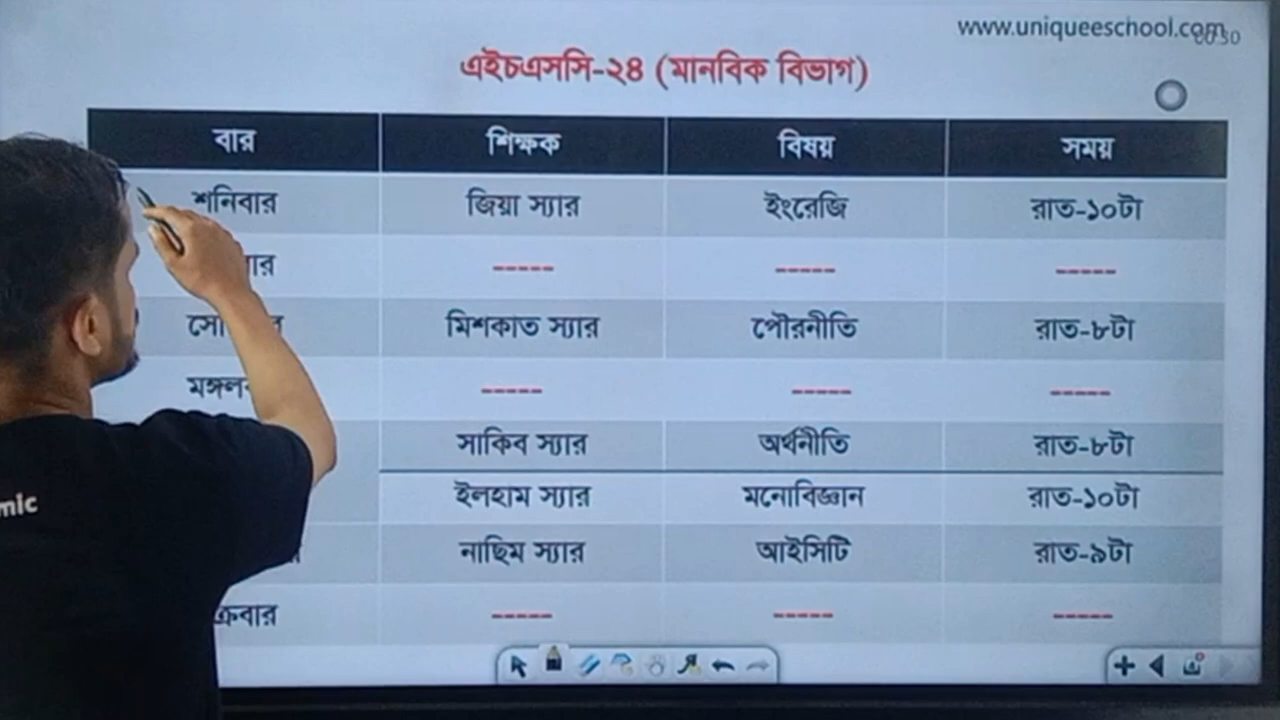 www.uniqueeschool.com
এইচএসসি-২৪ (মানবিক বিভাগ)
বার শিক্ষক বিষয় সময়
শনিবার জিয়া স্যার ইংরেজি রাত-১০টা
----- ----- -----
মিশকাত স্যার পৌরনীতি রাত-৮টা
----- ----- -----
সাকিব স্যার অর্থনীতি রাত-৮টা
ইলহাম স্যার মনোবিজ্ঞান রাত-১০টা
নাছিম স্যার আইসিটি রাত-৯টা
----- ----- -----